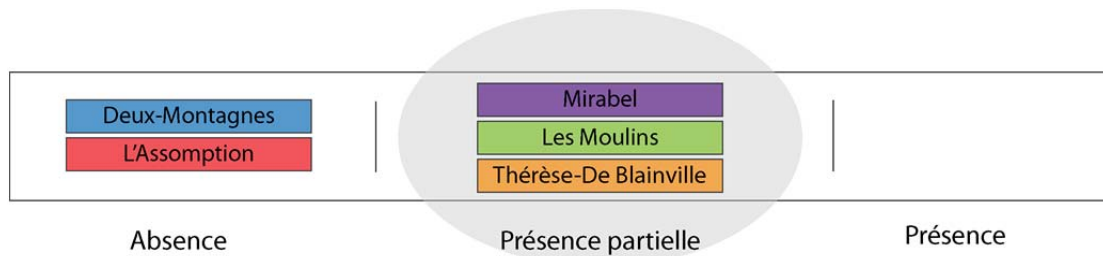 Deux-Montagnes
L'Assomption
Mirabel
Les Moulins
Thérèse-De Blainville
Absence
Présence partielle
Présence